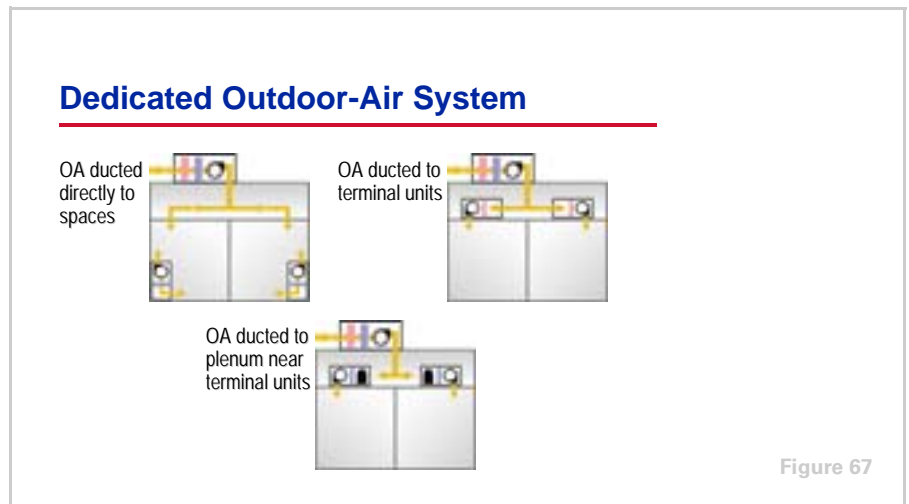 Dedicated Outdoor-Air System
OA ducted
directly to
spaces
OA ducted to
terminal units
OA ducted to
plenum near
terminal units
Figure 67